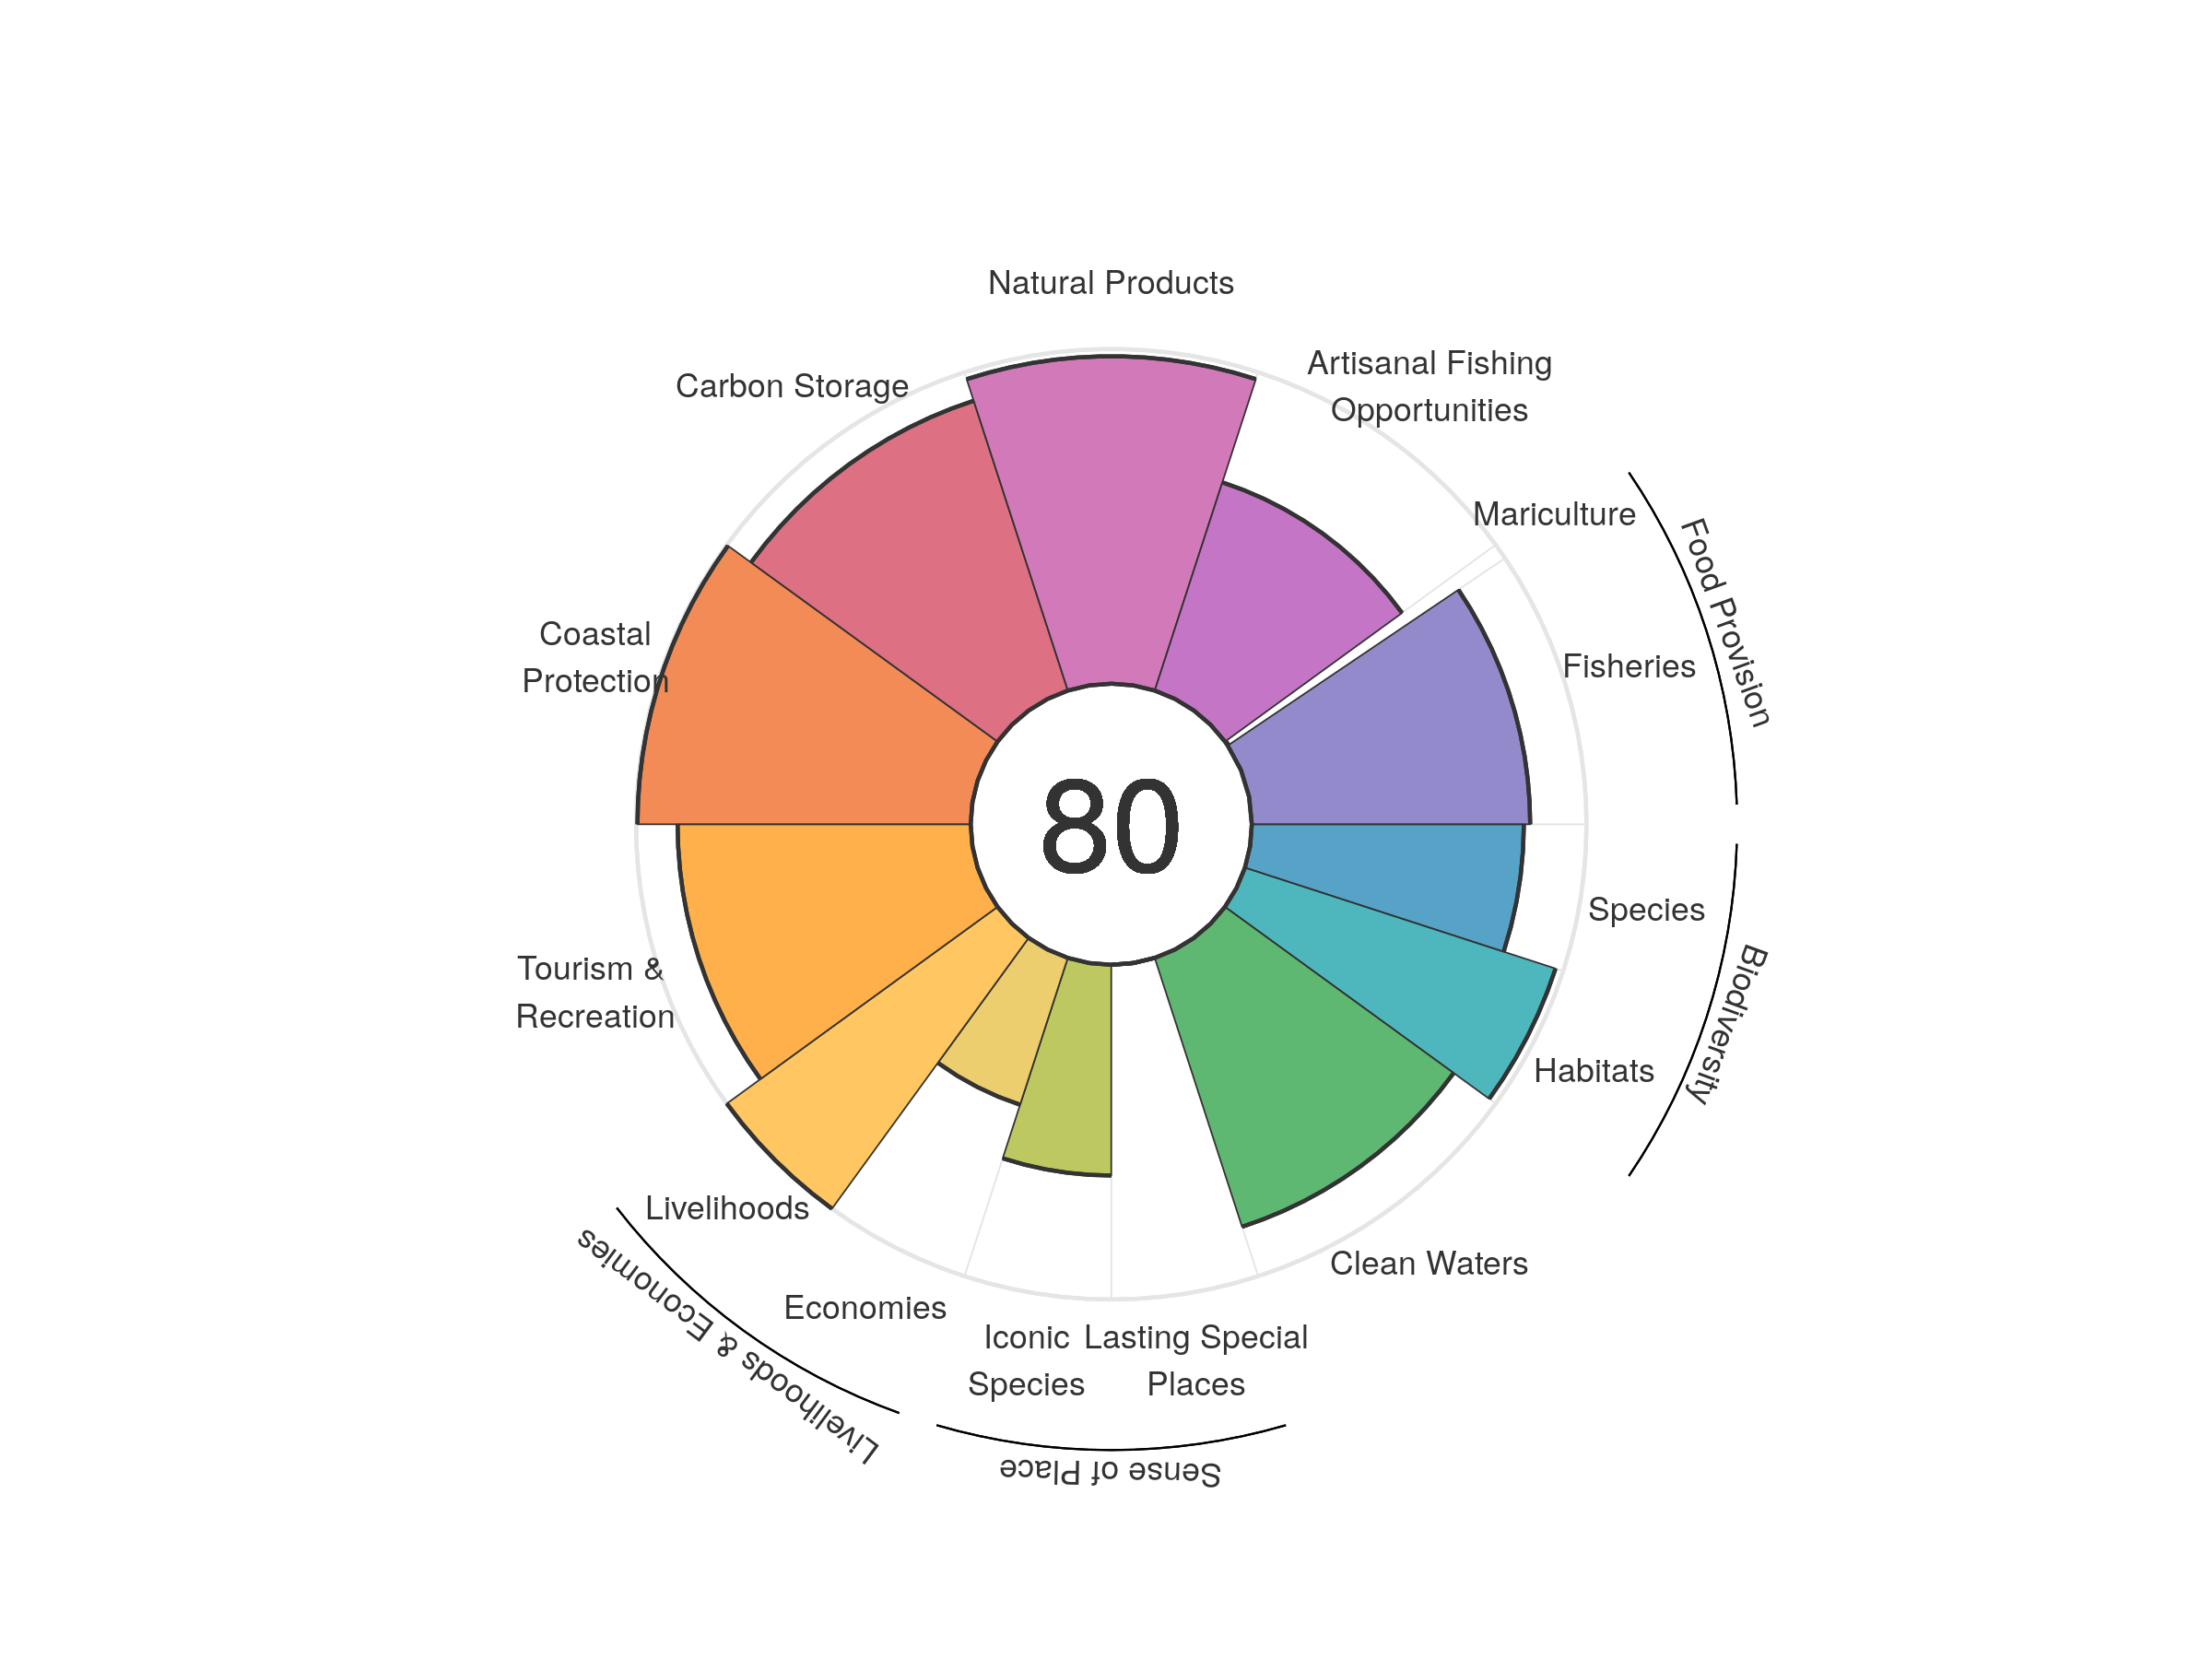 Natural Products
Artisanal Fishing
Opportunities
Carbon Storage
Mariculture
Food Provision
Coastal
Protection
Fisheries
80
Species
Biodiversity
Tourism &
Recreation
Habitats
Livelihoods
Livelihoods & Economies
Clean Waters
Economies
Iconic
Species
Lasting Special
Places
Sense of Place